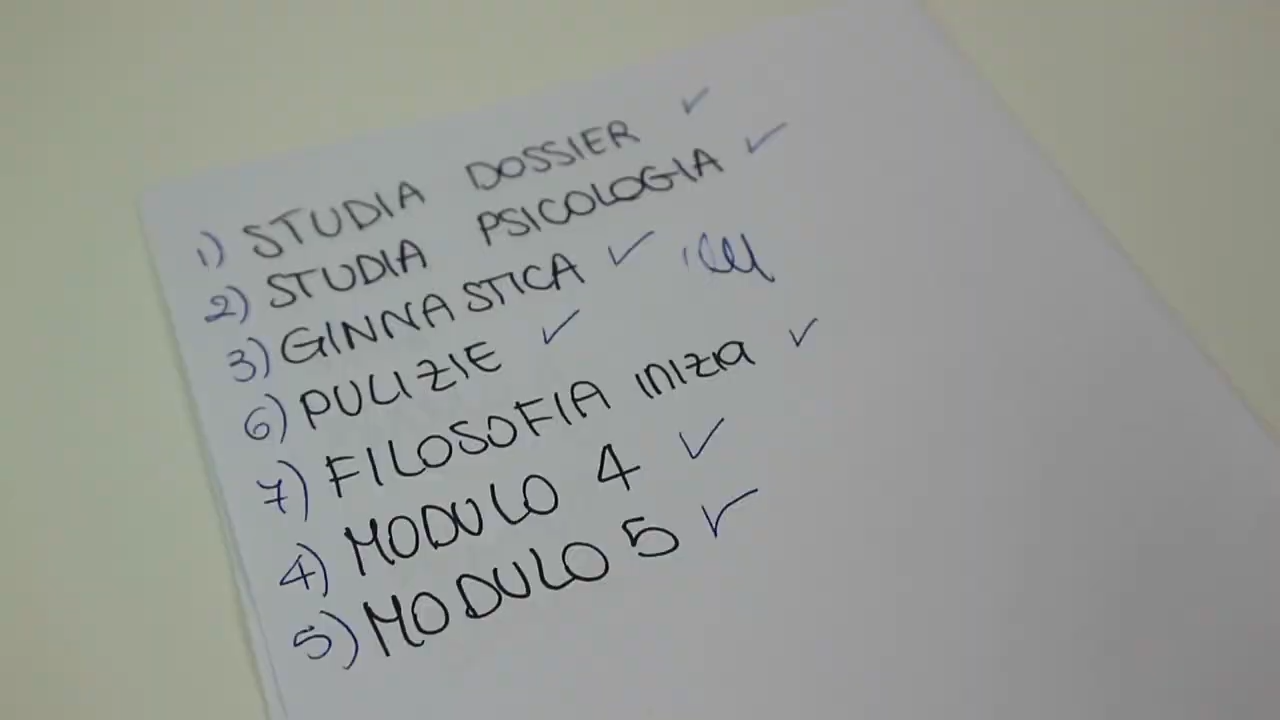 1) STUDIA DOSSIER ✓
2) STUDIA PSICOLOGIA ✓
3) GINNASTICA ✓
6) PULIZIE ✓
7) FILOSOFIA INIZIA ✓
4) MODULO 4 ✓
5) MODULO 5 ✓